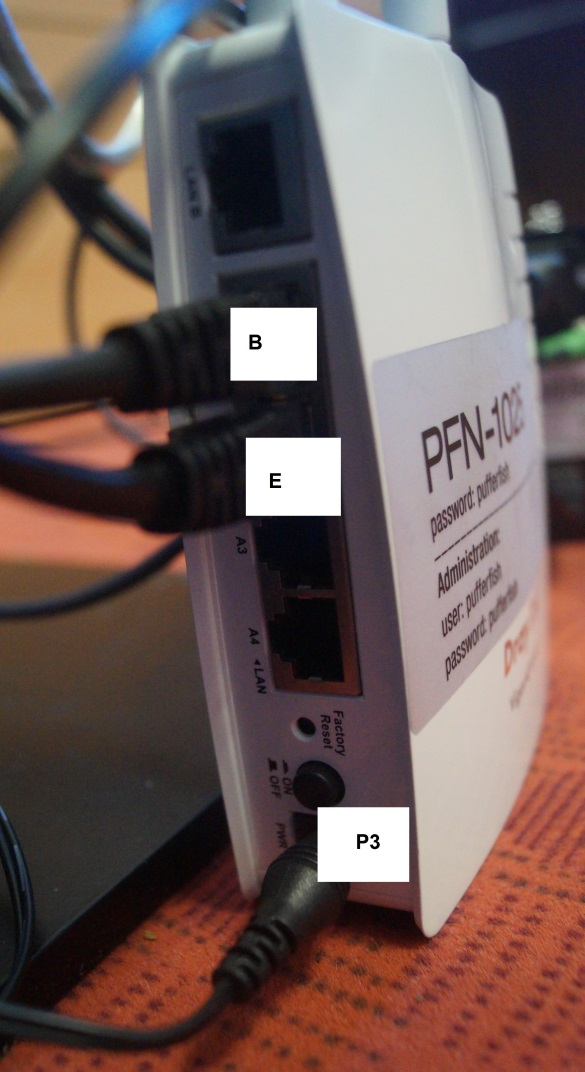 LAN B
B
E
PFN-102
password: pufferfish
Administration:
user: pufferfish
password: pufferfish
A3
A4
LAN
Factory
Reset
ON
OFF
PWR
P3